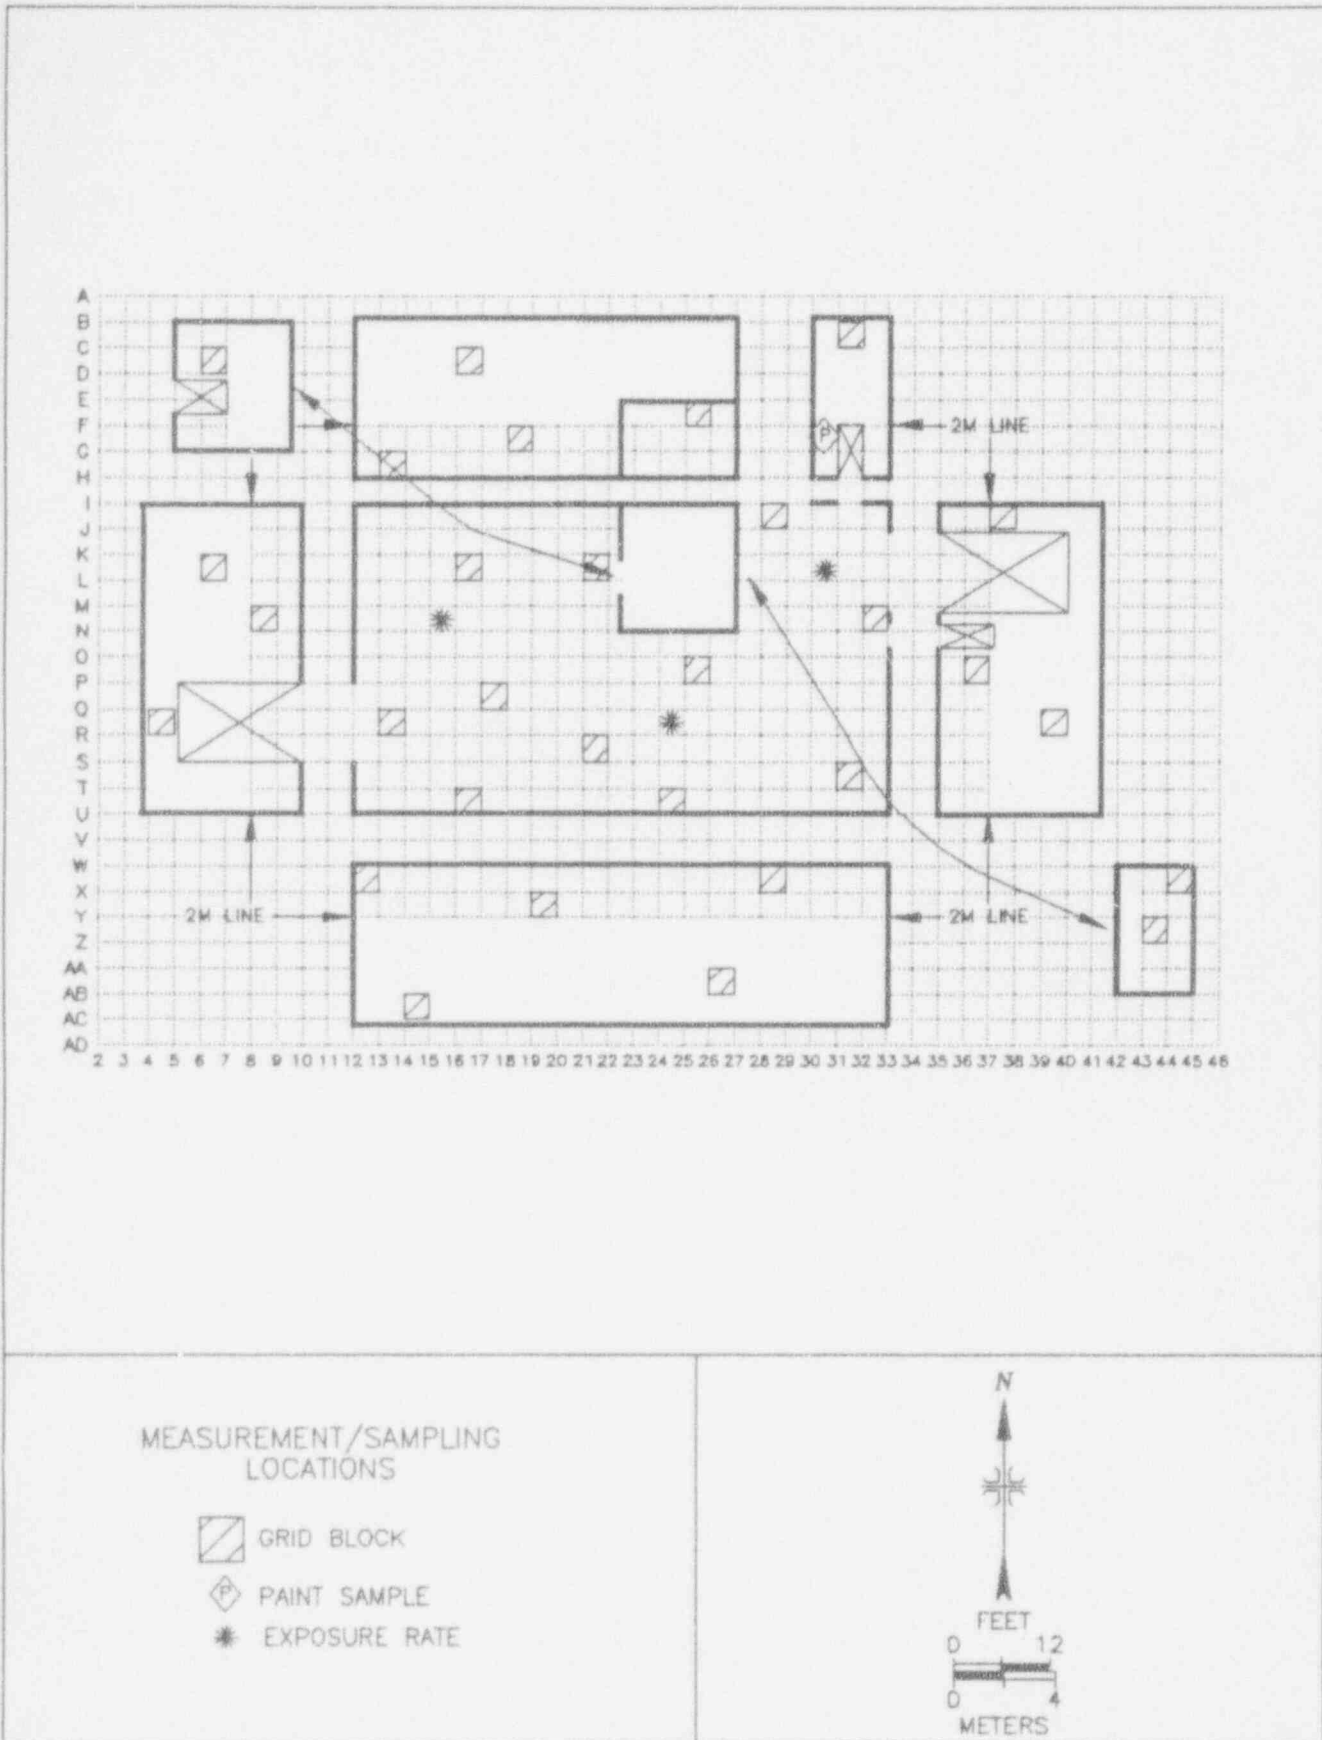 A
B
C
D
E
F
G
H
I
J
K
L
M
N
O
P
Q
R
S
T
U
V
W
X
Y
Z
AA
AB
AC
AD
2M LINE
P
2M LINE
2M LINE
2 3 4 5 6 7 8 9 10 11 12 13 14 15 16 17 18 19 20 21 22 23 24 25 26 27 28 29 30 31 32 33 34 35 36 37 38 39 40 41 42 43 44 45 46
MEASUREMENT/SAMPLING
LOCATIONS
GRID BLOCK
P PAINT SAMPLE
EXPOSURE RATE
N
FEET
0 12
0 4
METERS